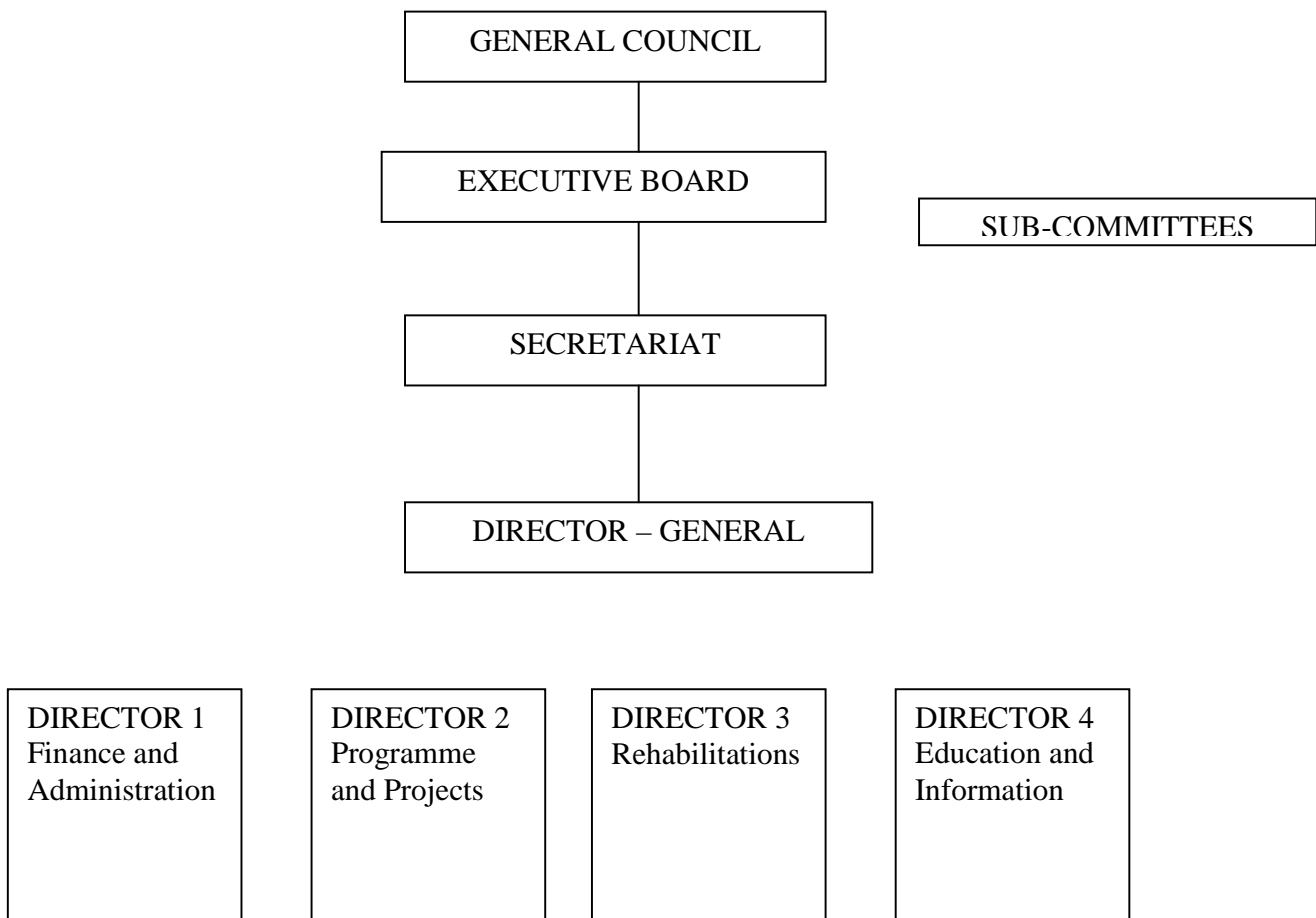 GENERAL COUNCIL
EXECUTIVE BOARD
SUB-COMMITTEES
SECRETARIAT
DIRECTOR – GENERAL
DIRECTOR 1
Finance and
Administration
DIRECTOR 2
Programme
and Projects
DIRECTOR 3
Rehabilitations
DIRECTOR 4
Education and
Information